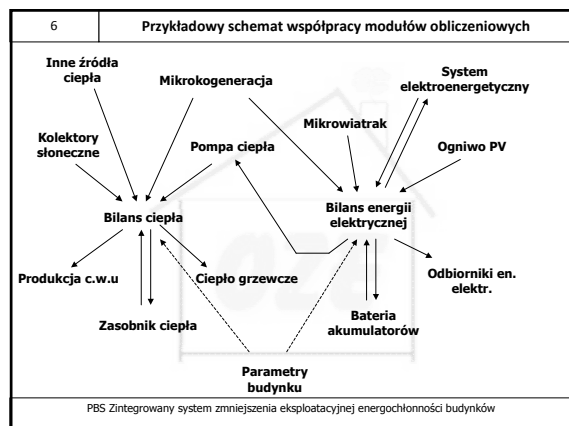 6
Przykładowy schemat współpracy modułów obliczeniowych
Inne źródła
ciepła
Mikrokogeneracja
System
elektroenergetyczny
Mikrowiatrak
Kolektory
słoneczne
Pompa ciepła
Ogniwo PV
Bilans ciepła
Bilans energii
elektrycznej
Produkcja c.w.u
Ciepło grzewcze
Odbiorniki en.
elektr.
Zasobnik ciepła
Bateria
akumulatorów
Parametry
budynku
PBS Zintegrowany system zmniejszenia eksploatacyjnej energochłonności budynków
oze